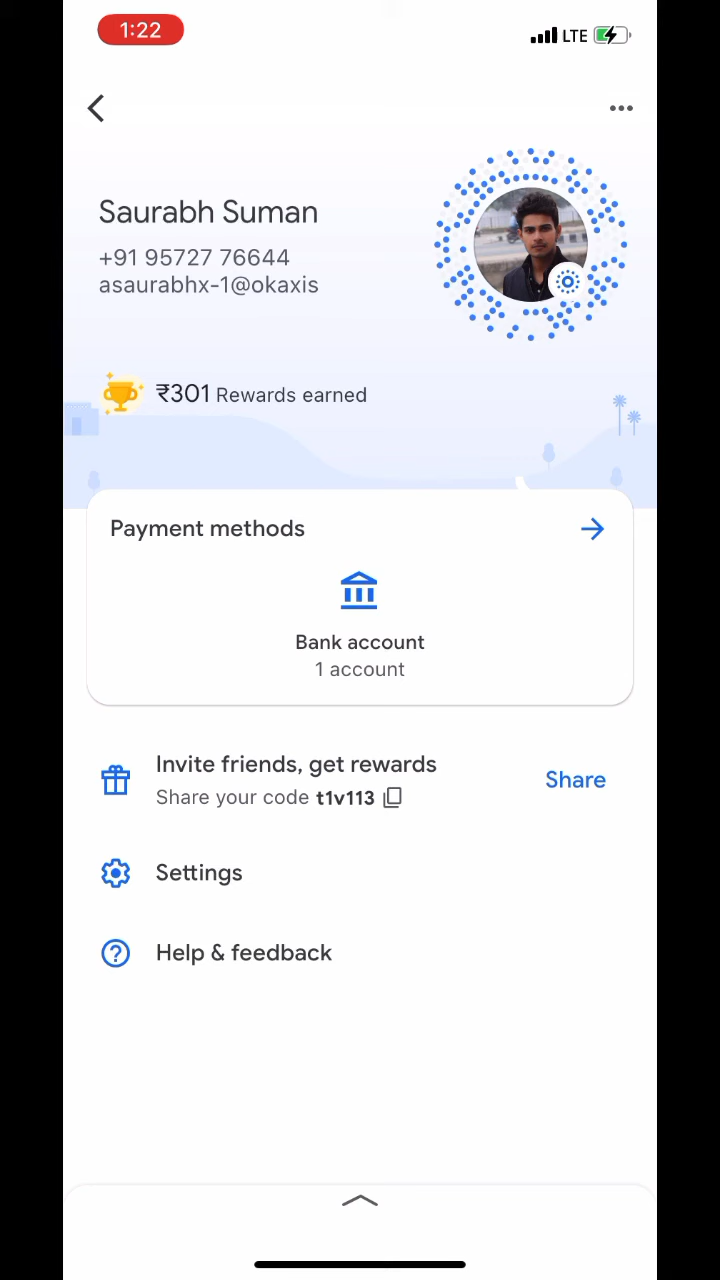 1:22
LTE
Saurabh Suman
+91 95727 76644
asaurabhx-1@okaxis
₹301 Rewards earned
Payment methods
Bank account
1 account
Invite friends, get rewards
Share your code t1v113
Share
Settings
Help & feedback